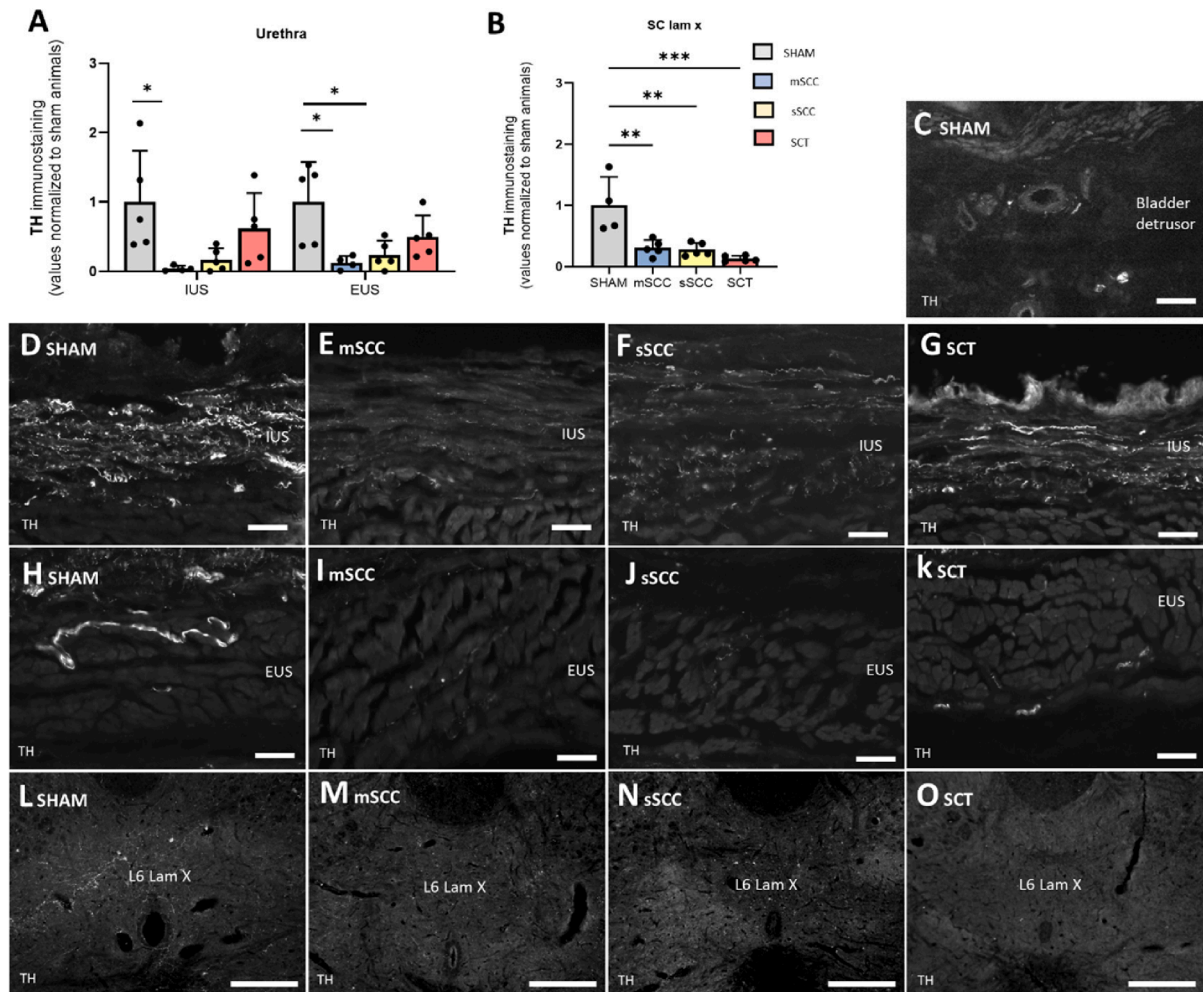 A
Urethra
TH immunostaining
(values normalized to sham animals)
3
2
1
0
*
*
*
IUS
EUS
B
SC lam x
TH immunostaining
(values normalized to sham animals)
3
2
1
0
***
**
**
SHAM mSCC sSCC SCT
SHAM
mSCC
sSCC
SCT
C SHAM
Bladder
detrusor
TH
D SHAM
IUS
TH
E mSCC
IUS
TH
F sSCC
IUS
TH
G SCT
IUS
TH
H SHAM
EUS
TH
I mSCC
EUS
TH
J sSCC
EUS
TH
k SCT
EUS
TH
L SHAM
L6 Lam X
TH
M mSCC
L6 Lam X
TH
N sSCC
L6 Lam X
TH
O SCT
L6 Lam X
TH